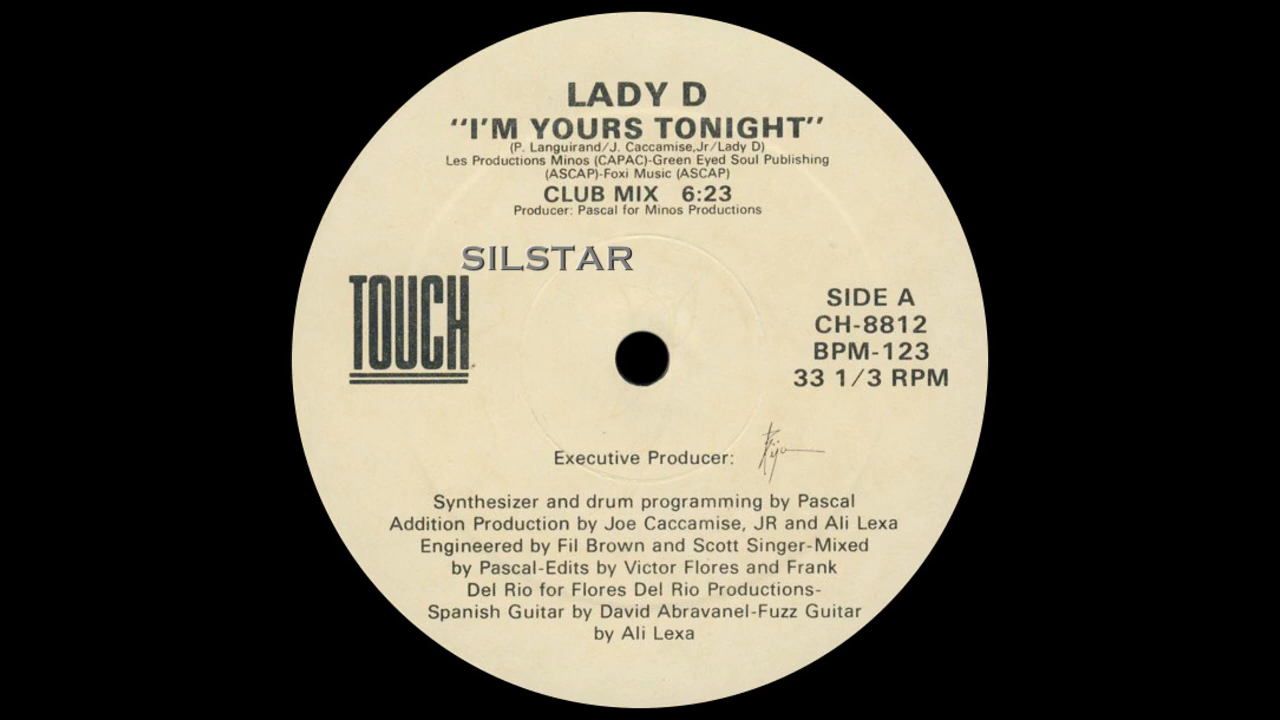 LADY D
"I'M YOURS TONIGHT"
(P. Languirand/J. Caccamise,Jr/Lady D)
Les Productions Minos (CAPAC)-Green Eyed Soul Publishing
(ASCAP)-Foxi Music (ASCAP)
CLUB MIX 6:23
Producer: Pascal for Minos Productions
SILSTAR
TOUCH
SIDE A
CH-8812
BPM-123
33 1/3 RPM
Executive Producer:
Synthesizer and drum programming by Pascal
Addition Production by Joe Caccamise, JR and Ali Lexa
Engineered by Fil Brown and Scott Singer-Mixed
by Pascal-Edits by Victor Flores and Frank
Del Rio for Flores Del Rio Productions-
Spanish Guitar by David Abravanel-Fuzz Guitar
by Ali Lexa